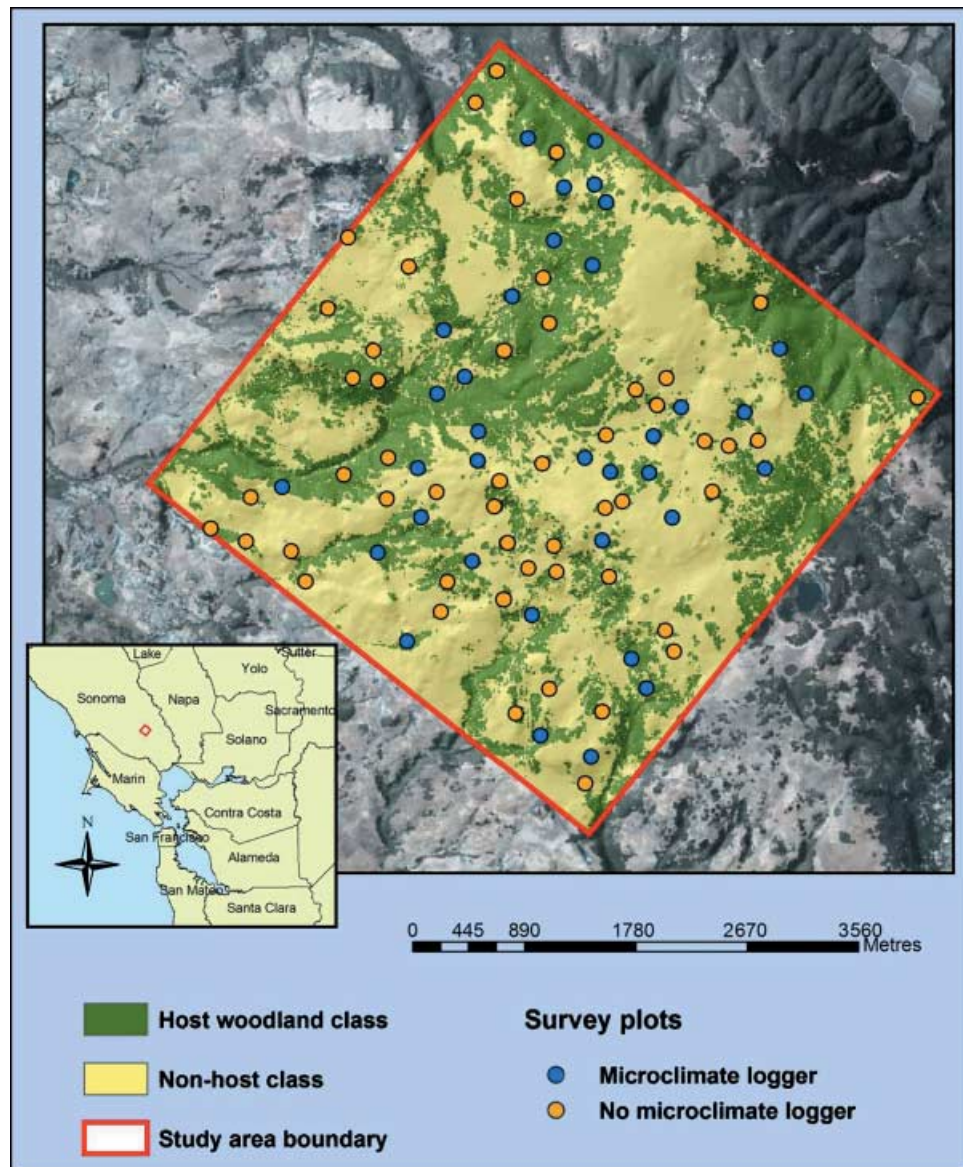 Lake
Sutter
Yolo
Sonoma
Napa
Sacramento
Solano
Marin
Contra Costa
N
San Francisco
Alameda
San Mateo
Santa Clara
0 445 890 1780 2670 3560
Metres
Host woodland class
Non-host class
Study area boundary
Survey plots
Microclimate logger
No microclimate logger